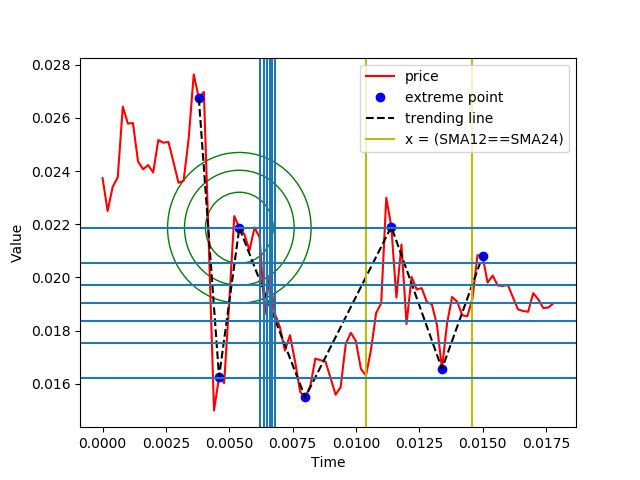 0.028
0.026
0.024
0.022
0.020
0.018
0.016
Value
price
extreme point
trending line
x = (SMA12==SMA24)
0.0000 0.0025 0.0050 0.0075 0.0100 0.0125 0.0150 0.0175
Time